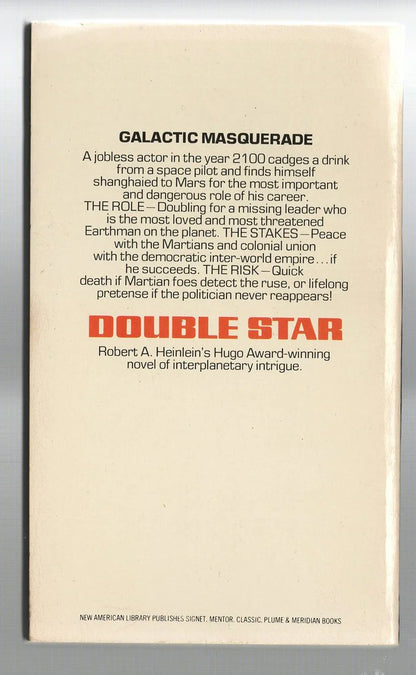 GALACTIC MASQUERADE
A jobless actor in the year 2100 cadges a drink
from a space pilot and finds himself
shanghaied to Mars for the most important
and dangerous role of his career.
THE ROLE—Doubling for a missing leader who
is the most loved and most threatened
Earthman on the planet. THE STAKES—Peace
with the Martians and colonial union
with the democratic inter-world empire...if
he succeeds. THE RISK—Quick
death if Martian foes detect the ruse, or lifelong
pretense if the politician never reappears!
DOUBLE STAR
Robert A. Heinlein's Hugo Award-winning
novel of interplanetary intrigue.
NEW AMERICAN LIBRARY PUBLISHES SIGNET, MENTOR, CLASSIC, PLUME & MERIDIAN BOOKS